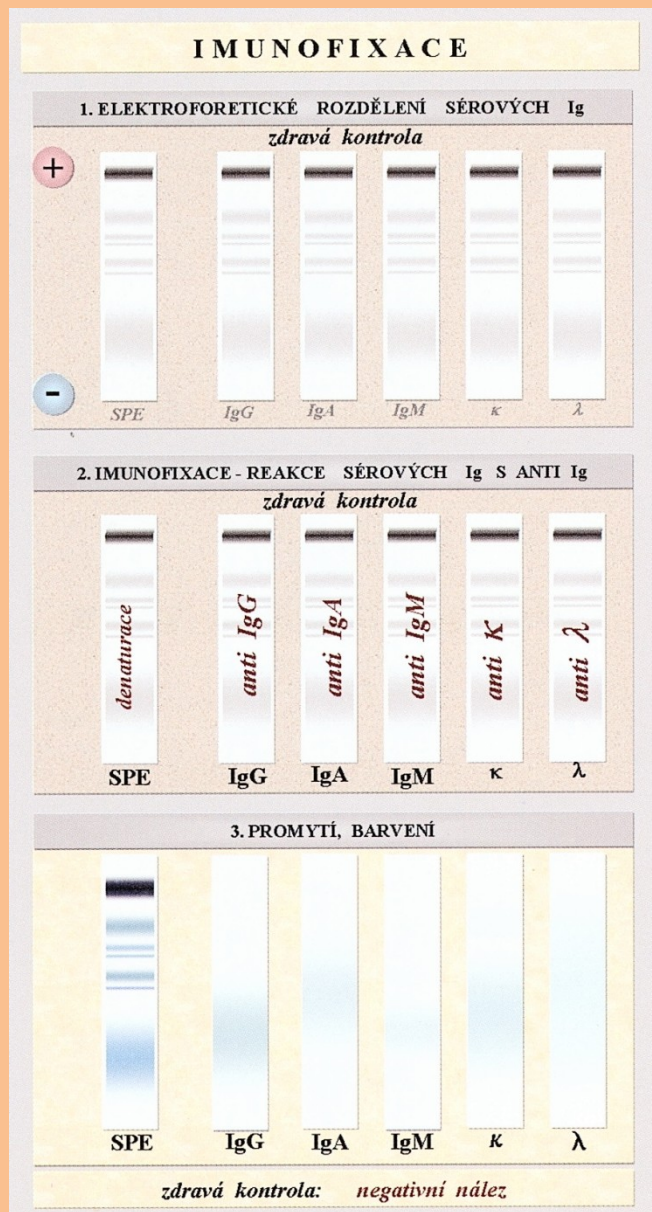 IMUNOFIXACE
1. ELEKTROFORETICKÉ ROZDĚLENÍ SÉROVÝCH Ig
zdravá kontrola
+
-
SPE IgG IgA IgM κ λ
2. IMUNOFIXACE - REAKCE SÉROVÝCH Ig S ANTI Ig
zdravá kontrola
denaturace anti IgG anti IgA anti IgM anti K anti λ
SPE IgG IgA IgM κ λ
3. PROMYTÍ, BARVENÍ
SPE IgG IgA IgM κ λ
zdravá kontrola: negativní nález